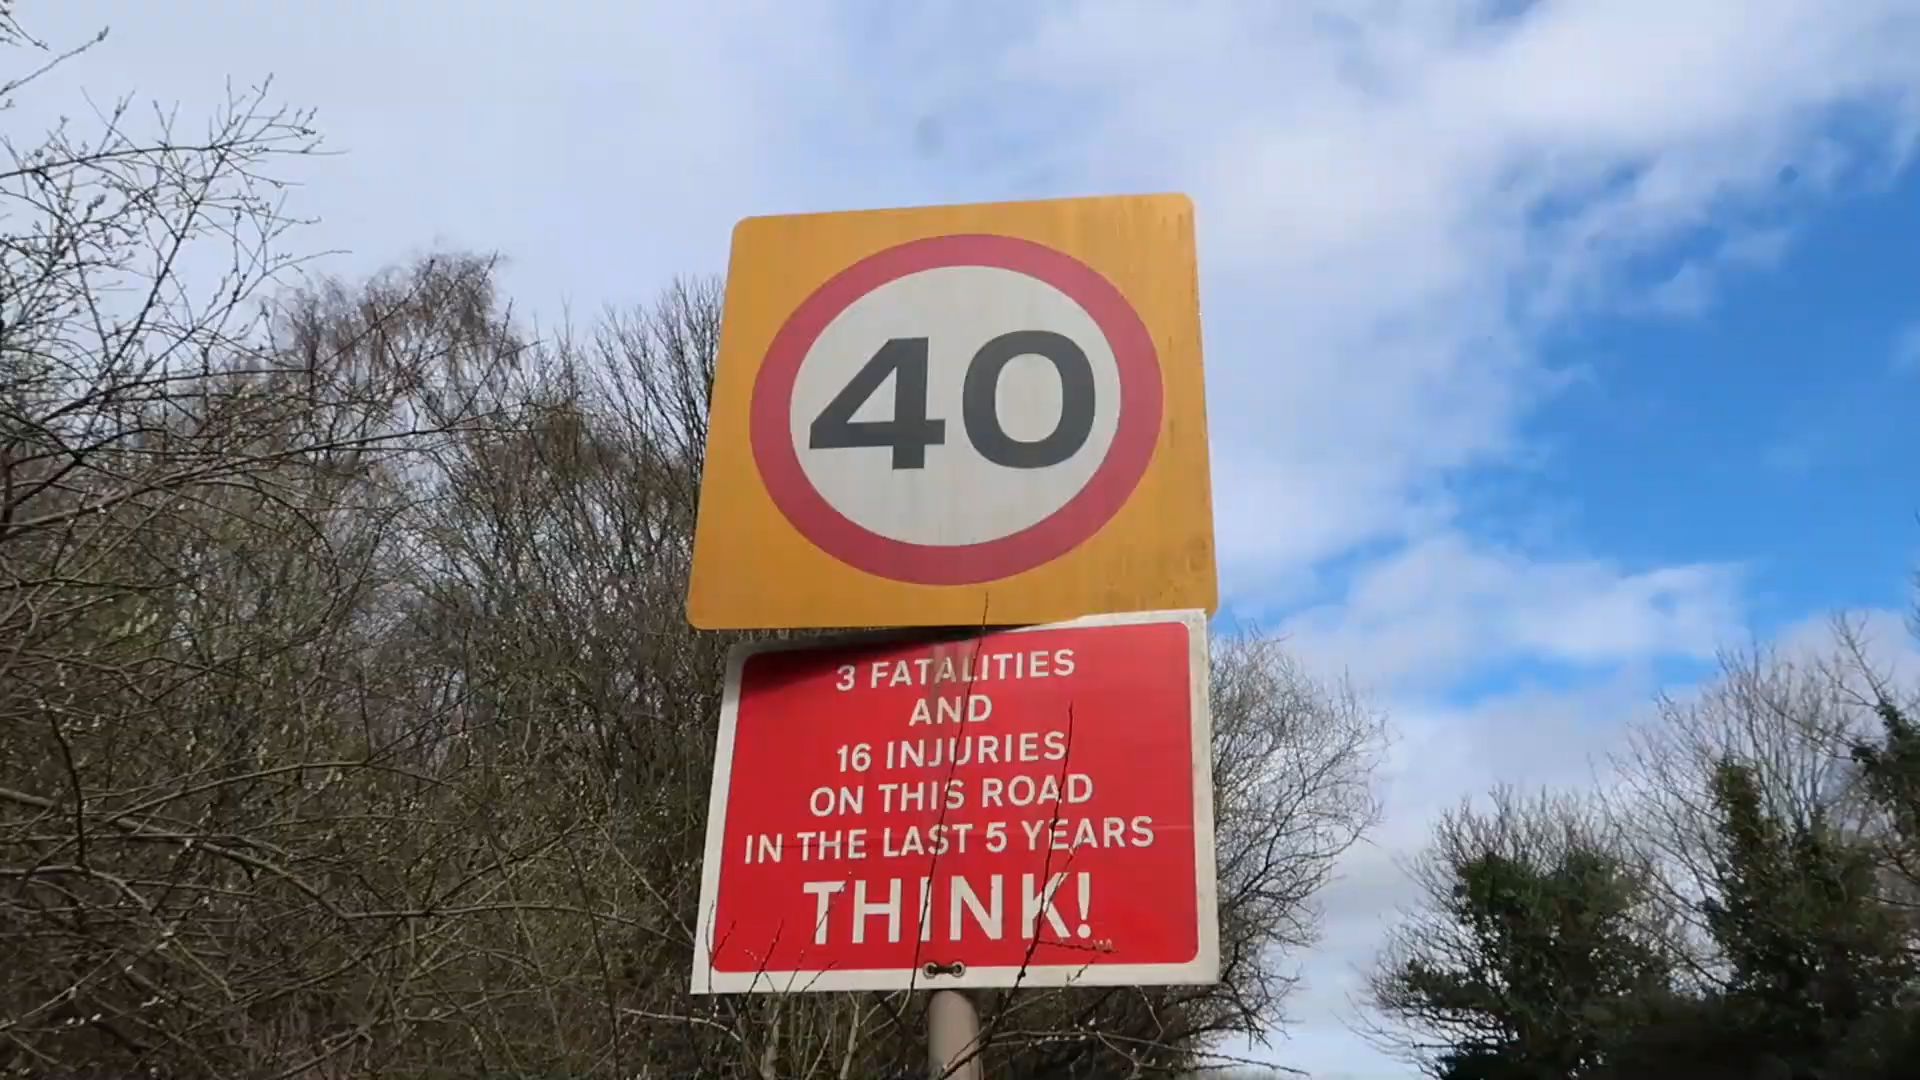 40
3 FATALITIES
AND
16 INJURIES
ON THIS ROAD
IN THE LAST 5 YEARS
THINK!